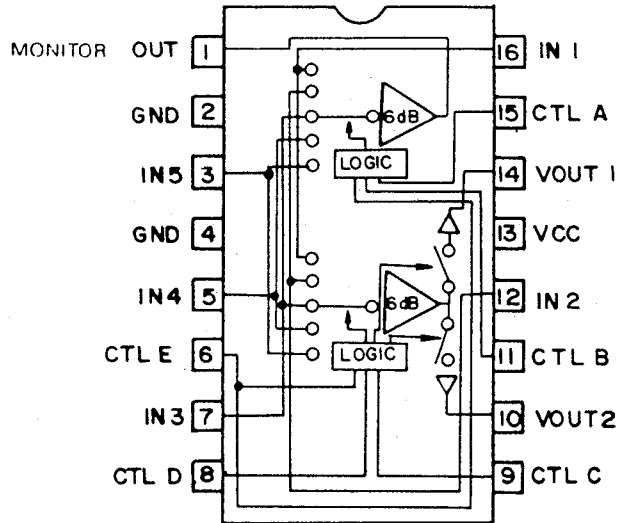 MONITOR OUT 1
16 IN 1
GND 2
6dB
15 CTL A
LOGIC
IN5 3
14 VOUT 1
GND 4
13 VCC
IN4 5
6dB
12 IN2
CTL E 6
LOGIC
11 CTL B
IN3 7
10 VOUT2
CTL D 8
9 CTL C